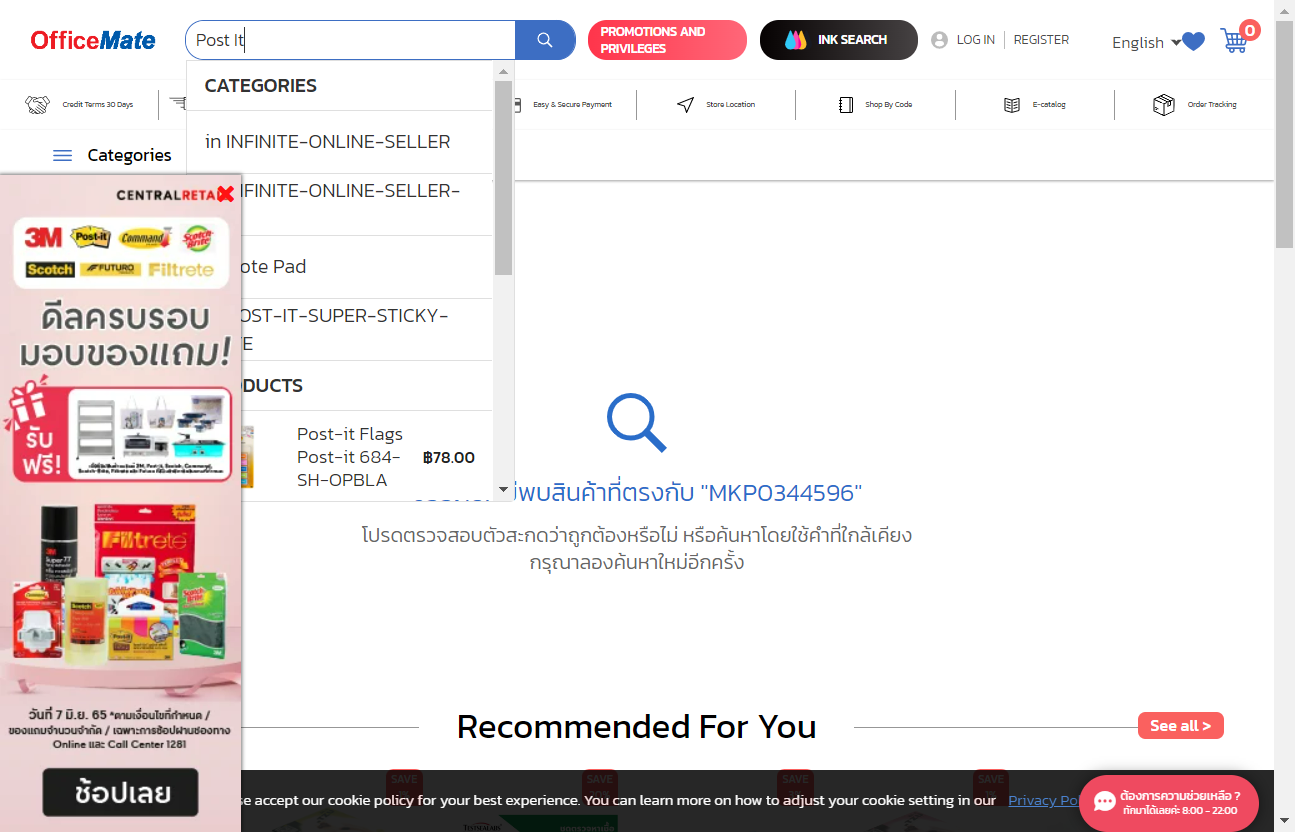 OfficeMate
Post It
PROMOTIONS AND
PRIVILEGES
INK SEARCH
LOG IN
REGISTER
English
0
Credit Terms 30 Days
Easy & Secure Payment
Store Location
Shop By Code
E-catalog
Order Tracking
Categories
CATEGORIES
in INFINITE-ONLINE-SELLER
NFINITE-ONLINE-SELLER-
ote Pad
OST-IT-SUPER-STICKY-
E
DUCTS
Post-it Flags
Post-it 684-
SH-OPBLA
฿78.00
CENTRALRETA
3M Post-it Command Scotch Brite
Scotch FUTURO Filtrete
ดีลครบรอบ
มอบของแถม!
รับ
ฟรี!
Filtrete
Super 77
Scotch
Post-it
วันที่ 7 มิ.ย. 65 *ตามเงื่อนไขที่กำหนด /
ของแถมจำนวนจำกัด / เฉพาะการช้อปผ่านช่องทาง
Online และ Call Center 1281
ช้อปเลย
พบสินค้าที่ตรงกับ "MKP0344596"
โปรดตรวจสอบตัวสะกดว่าถูกต้องหรือไม่ หรือค้นหาโดยใช้คำที่ใกล้เคียง
กรุณาลองค้นหาใหม่อีกครั้ง
Recommended For You
See all >
SAVE
SAVE
SAVE
SAVE
se accept our cookie policy for your best experience. You can learn more on how to adjust your cookie setting in our Privacy Po
ต้องการความช่วยเหลือ ?
ทักมาได้เลยค่ะ 8:00 - 22:00